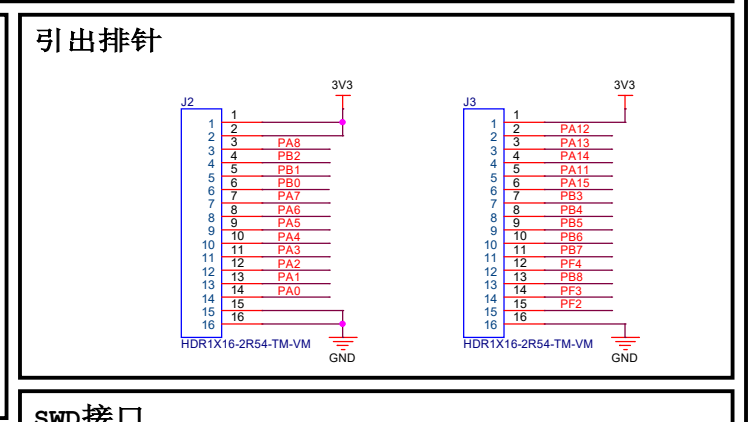 引出排针
3V3
J2
1 1
2 2
3 3 PA8
4 4 PB2
5 5 PB1
6 6 PB0
7 7 PA7
8 8 PA6
9 9 PA5
10 10 PA4
11 11 PA3
12 12 PA2
13 13 PA1
14 14 PA0
15 15
16 16
HDR1X16-2R54-TM-VM
GND
3V3
J3
1 1
2 2 PA12
3 3 PA13
4 4 PA14
5 5 PA11
6 6 PA15
7 7 PB3
8 8 PB4
9 9 PB5
10 10 PB6
11 11 PB7
12 12 PF4
13 13 PB8
14 14 PF3
15 15 PF2
16 16
HDR1X16-2R54-TM-VM
GND
SWD接口